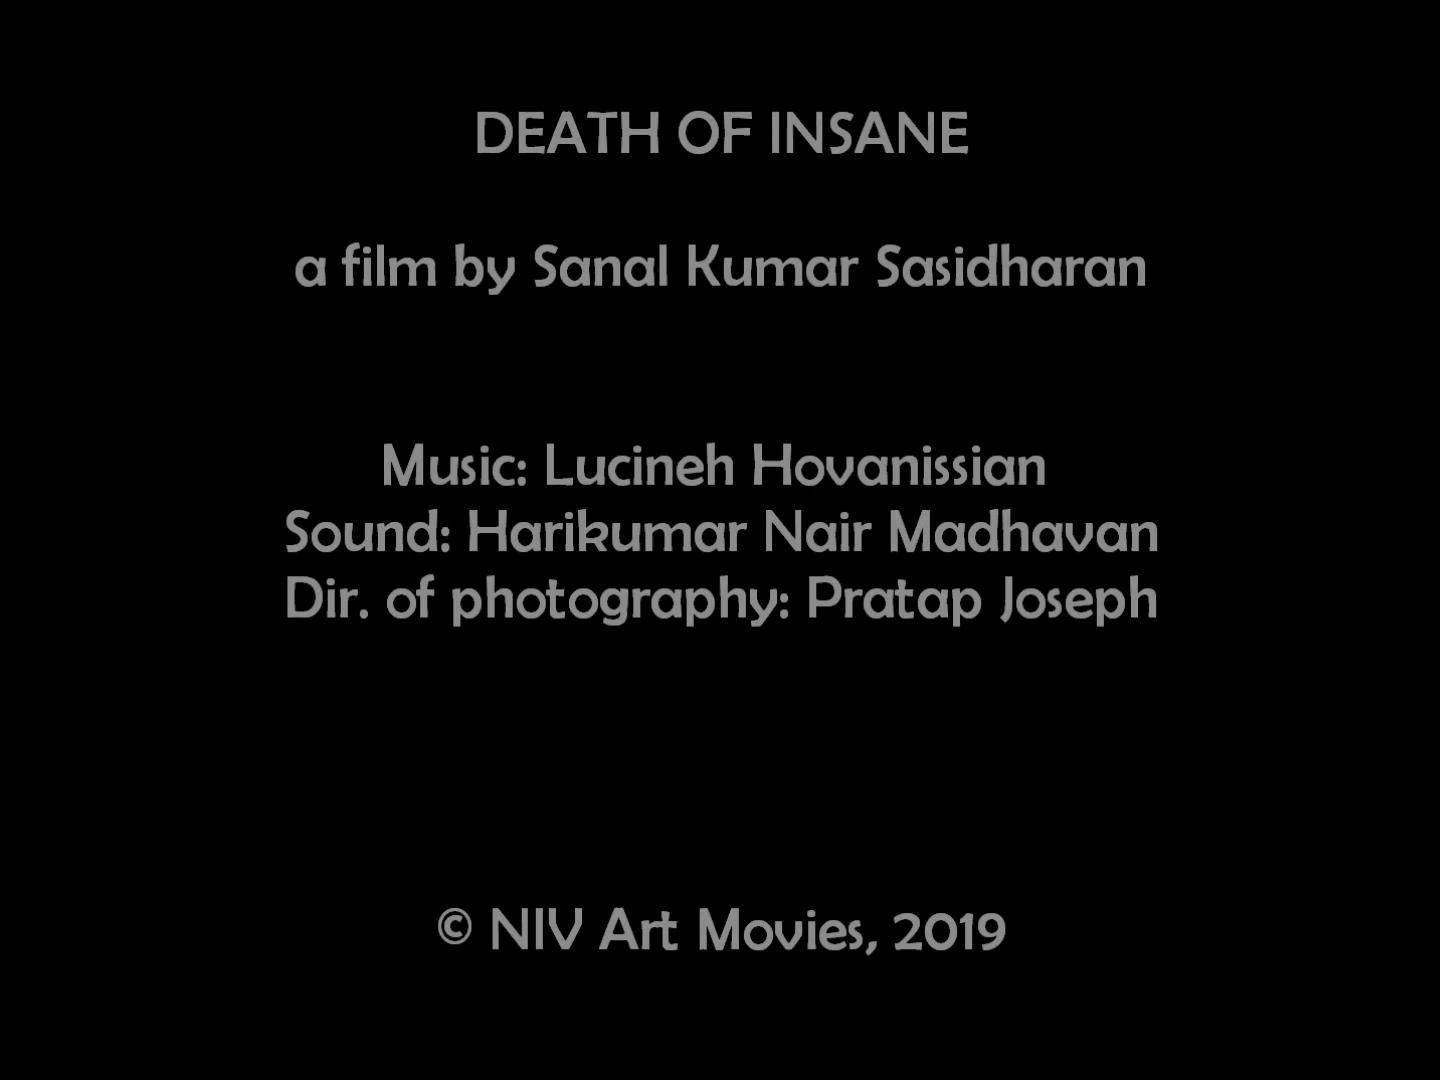 DEATH OF INSANE
a film by Sanal Kumar Sasidharan
Music: Lucineh Hovanissian
Sound: Harikumar Nair Madhavan
Dir. of photography: Pratap Joseph
© NIV Art Movies, 2019